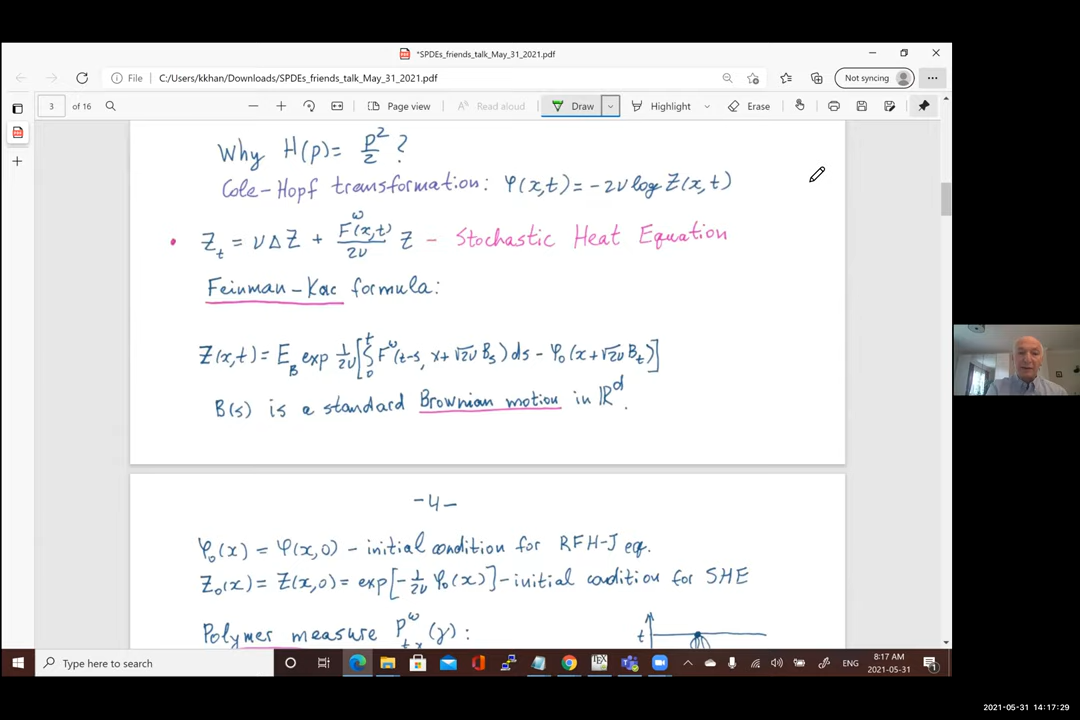 *SPDEs_friends_talk_May_31_2021.pdf
File C:/Users/kkhan/Downloads/SPDEs_friends_talk_May_31_2021.pdf Not syncing
3 of 16 Page view Read aloud Draw Highlight Erase
Why H(p) = p²/2 ?
Cole-Hopf transformation: φ(x,t) = -2ν log Z(x,t)
• Z_t = νΔZ + F^ω(x,t)/2ν Z - Stochastic Heat Equation
Feinman-Kac formula:
Z(x,t) = E_B exp 1/2ν [∫_0^t F^ω(t-s, x+√2ν B_s) ds - φ_0(x+√2ν B_t)]
B(s) is a standard Brownian motion in ℝ^d.
-4-
φ_0(x) = φ(x,0) - initial condition for RFH-J eq.
Z_0(x) = Z(x,0) = exp[-1/2ν φ_0(x)] - initial condition for SHE
Polymer measure P^ω_{t,x}(γ):
t
Type here to search
ENG
8:17 AM
2021-05-31
1
2021-05-31 14:17:29